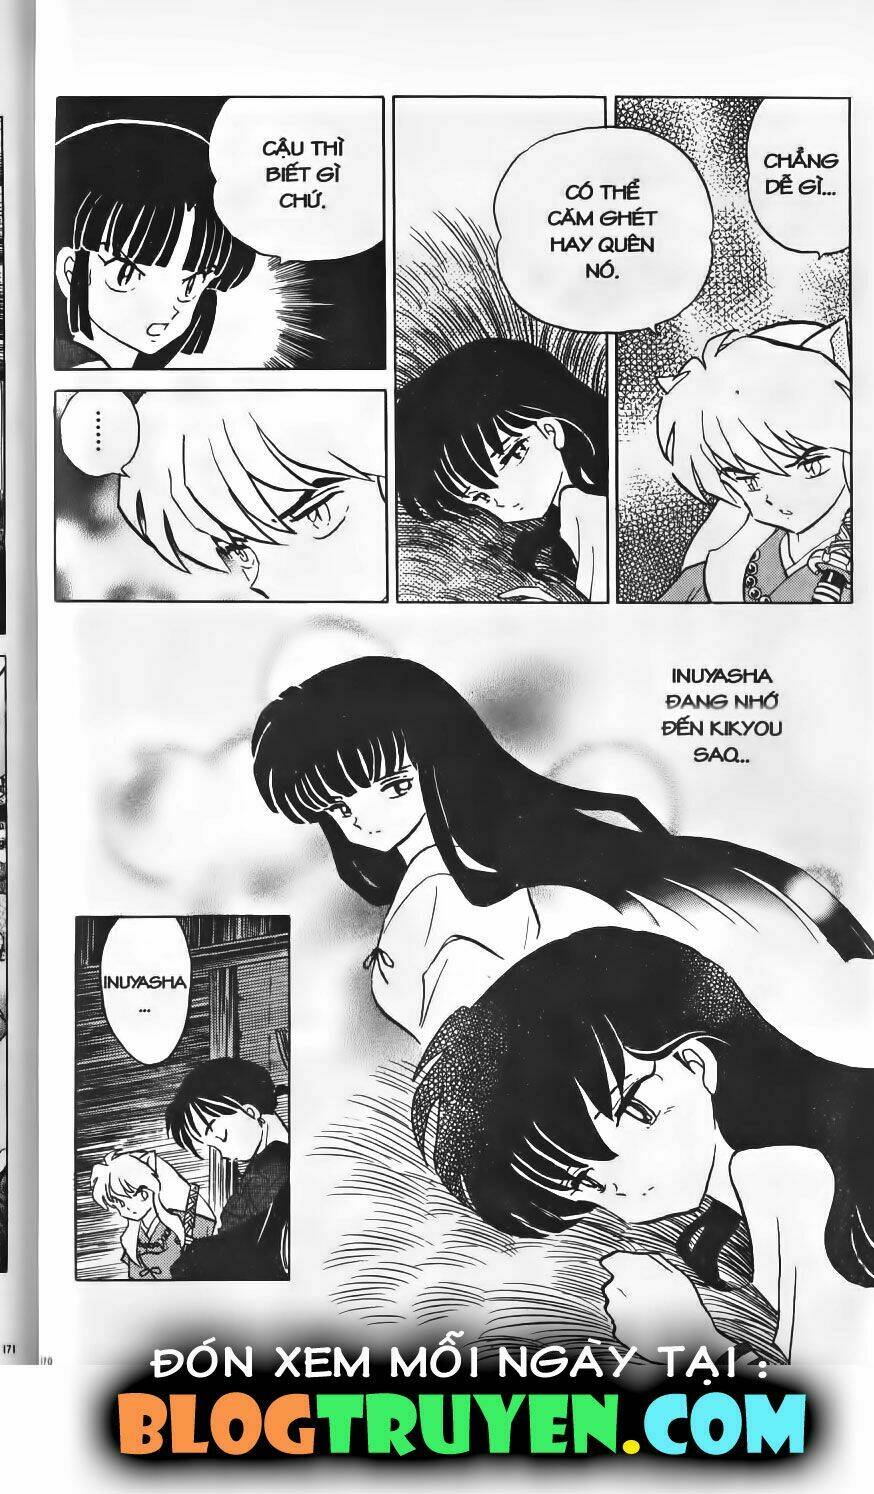 CHẲNG
DỄ GÌ...
CÓ THỂ
CĂM GHÉT
HAY QUÊN
NÓ.
CẬU THÌ
BIẾT GÌ
CHỨ.
......
INUYASHA
ĐANG NHỚ
ĐẾN KIKYOU
SAO...
INUYASHA
...
171
170
ĐÓN XEM MỖI NGÀY TẠI :
BLOGTRUYEN.COM